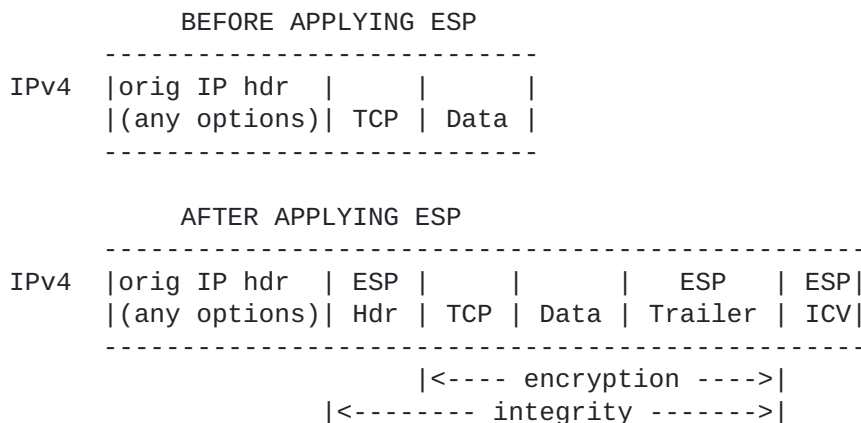 BEFORE APPLYING ESP
----------------------------
IPv4  |orig IP hdr  |     |      |
      |(any options)| TCP | Data |
----------------------------
AFTER APPLYING ESP
-------------------------------------------------
IPv4  |orig IP hdr  | ESP |     |      |   ESP   | ESP|
      |(any options)| Hdr | TCP | Data | Trailer | ICV|
-------------------------------------------------
|<---- encryption ---->|
|<-------- integrity ------->|